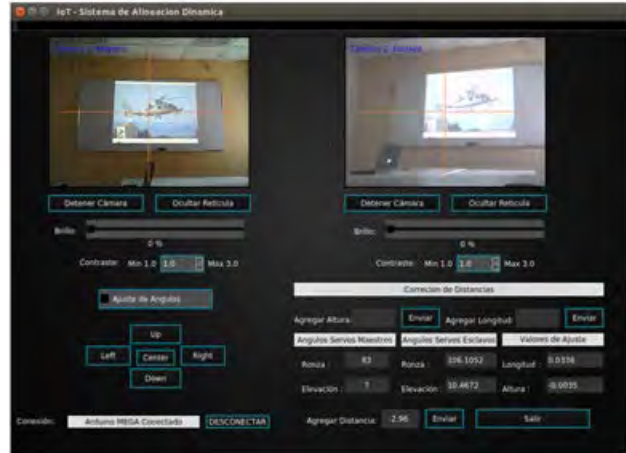 IoT - Sistema de Alineacion Dinamica
Detener Cámara Ocultar Reticula
Detener Cámara Ocultar Reticula
Brillo:
0 %
Brillo:
0 %
Contraste: Min 1.0 1.0 Max 3.0
Contraste: Min 1.0 1.0 Max 3.0
Ajuste de Angulos
Up
Left Center Right
Down
Conexión: Arduino MEGA Conectado DESCONECTAR
Correcion de Distancias
Agregar Altura: Enviar Agregar Longitud: Enviar
Angulos Servos Maestros Angulos Servos Esclavos Valores de Ajuste
Ronza : 83 Ronza : 106.1052 Longitud : 0.0336
Elevación : 7 Elevación : 10.4672 Altura : -0.0035
Agregar Distancia: 2.96 Enviar Salir